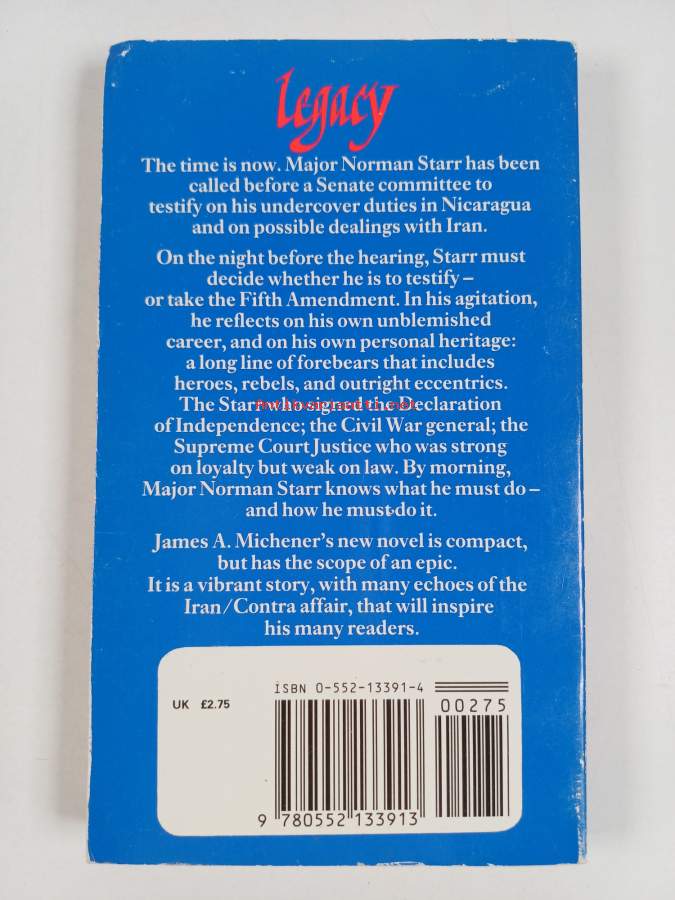 Legacy
The time is now. Major Norman Starr has been
called before a Senate committee to
testify on his undercover duties in Nicaragua
and on possible dealings with Iran.
On the night before the hearing, Starr must
decide whether he is to testify –
or take the Fifth Amendment. In his agitation,
he reflects on his own unblemished
career, and on his own personal heritage:
a long line of forebears that includes
heroes, rebels, and outright eccentrics.
The Starr who signed the Declaration
of Independence; the Civil War general; the
Supreme Court Justice who was strong
on loyalty but weak on law. By morning,
Major Norman Starr knows what he must do –
and how he must do it.
James A. Michener's new novel is compact,
but has the scope of an epic.
It is a vibrant story, with many echoes of the
Iran/Contra affair, that will inspire
his many readers.
UK £2.75
ISBN 0-552-13391-4
00275
9 780552 133913